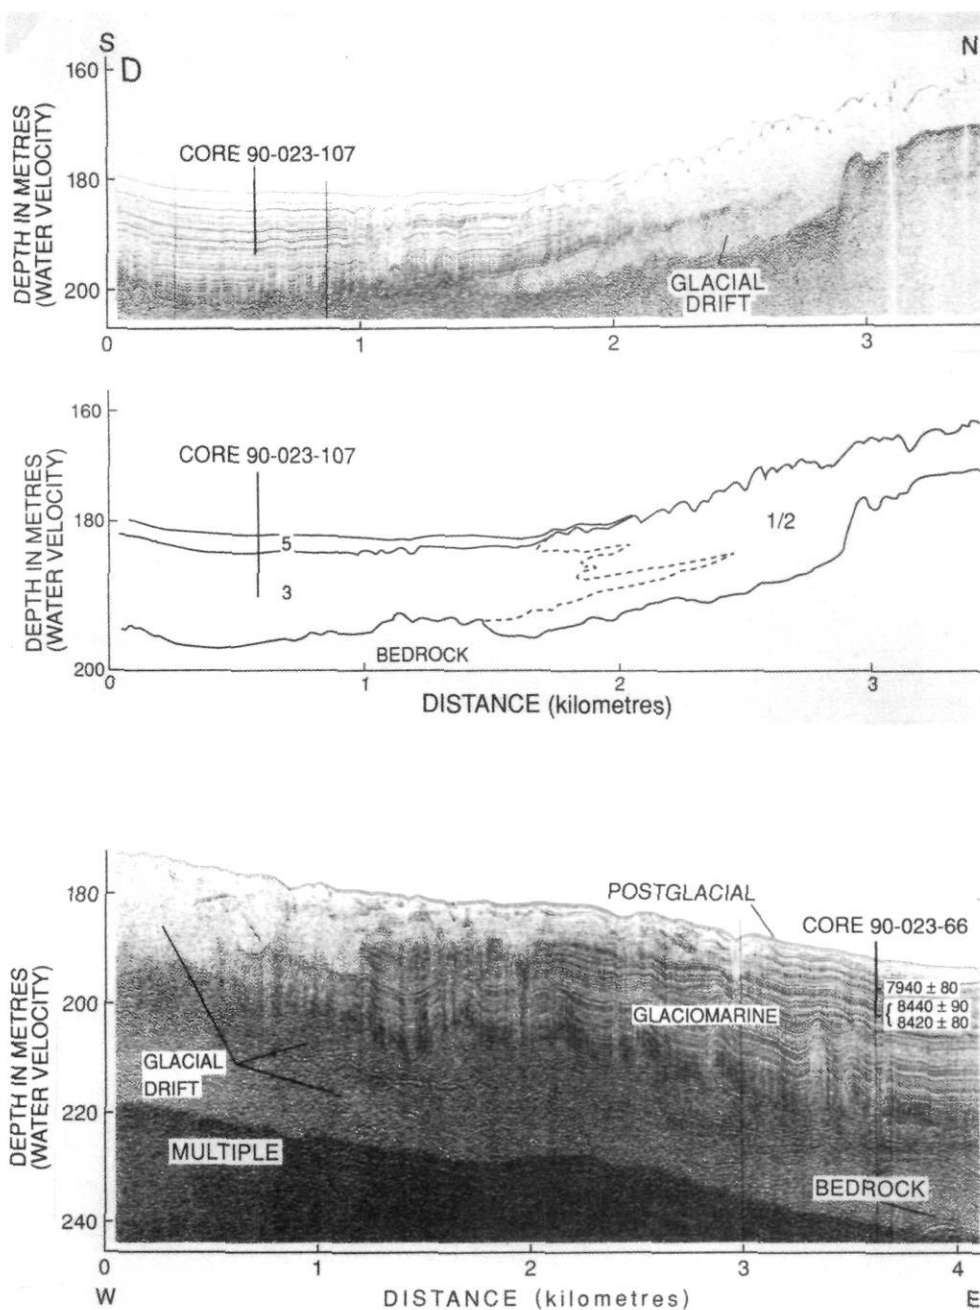 S
N
D
160
180
200
DEPTH IN METRES
(WATER VELOCITY)
CORE 90-023-107
GLACIAL
DRIFT
0
1
2
3
160
180
200
DEPTH IN METRES
(WATER VELOCITY)
CORE 90-023-107
5
3
1/2
BEDROCK
0
1
2
3
DISTANCE (kilometres)
180
200
220
240
DEPTH IN METRES
(WATER VELOCITY)
POSTGLACIAL
CORE 90-023-66
7940 ± 80
{ 8440 ± 90
8420 ± 80
GLACIOMARINE
GLACIAL
DRIFT
MULTIPLE
BEDROCK
0
1
2
3
4
W
DISTANCE (kilometres)
E